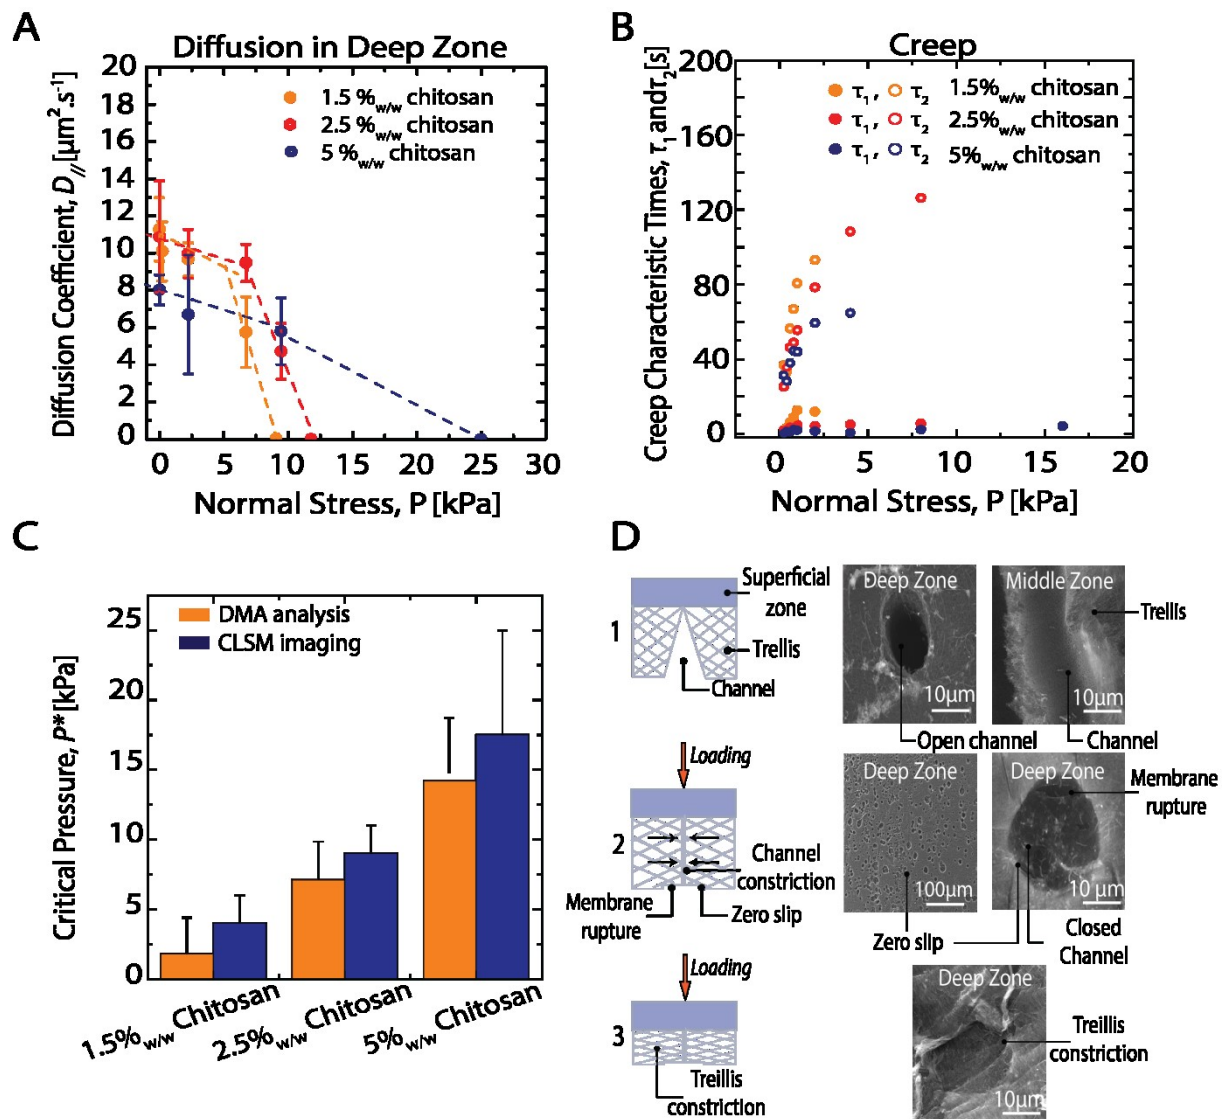 A
Diffusion in Deep Zone
Diffusion Coefficient, D// [µm².s⁻¹]
20
18
16
14
12
10
8
6
4
2
0
1.5 %w/w chitosan
2.5 %w/w chitosan
5 %w/w chitosan
0 5 10 15 20 25 30
Normal Stress, P [kPa]
B
Creep
Creep Characteristic Times, τ1 and τ2[s]
200
160
120
80
40
0
τ1, τ2 1.5%w/w chitosan
τ1, τ2 2.5%w/w chitosan
τ1, τ2 5%w/w chitosan
0 5 10 15 20
Normal Stress, P [kPa]
C
Critical Pressure, P* [kPa]
25
20
15
10
5
0
DMA analysis
CLSM imaging
1.5%w/w Chitosan
2.5%w/w Chitosan
5%w/w Chitosan
D
1
Superficial
zone
Trellis
Channel
Deep Zone
10µm
Open channel
Middle Zone
Trellis
10µm
Channel
2
Loading
Channel
constriction
Membrane
rupture
Zero slip
Deep Zone
100µm
Zero slip
Deep Zone
Membrane
rupture
10 µm
Closed
Channel
3
Loading
Treillis
constriction
Deep Zone
Treillis
constriction
10µm